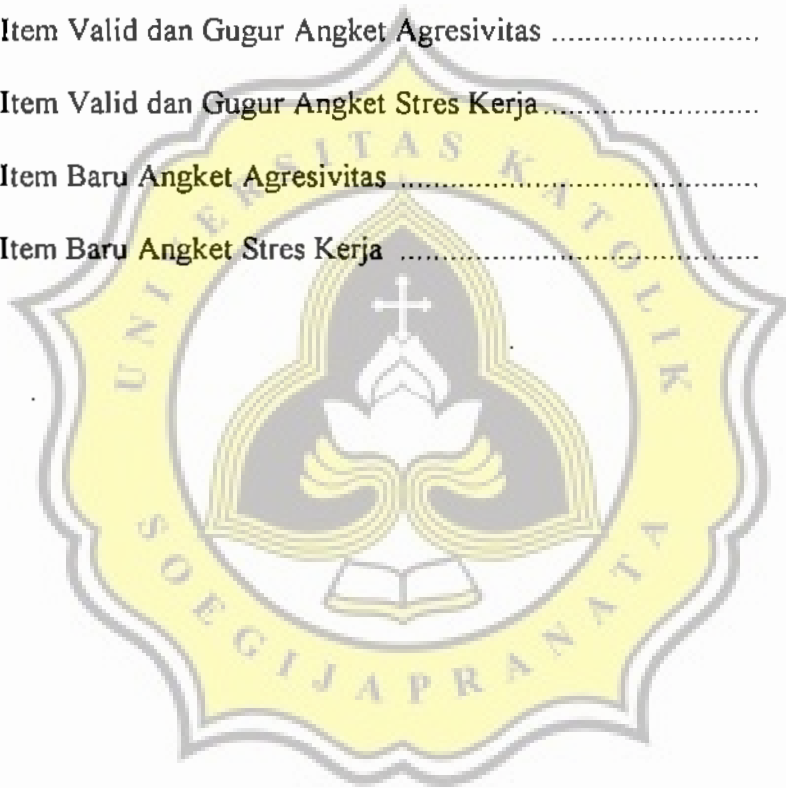 Item Valid dan Gugur Angket Agresivitas ........................
Item Valid dan Gugur Angket Stres Kerja ........................
Item Baru Angket Agresivitas ........................................
Item Baru Angket Stres Kerja ........................................
UNIVERSITAS KATOLIK
SOEGIJAPRANATA